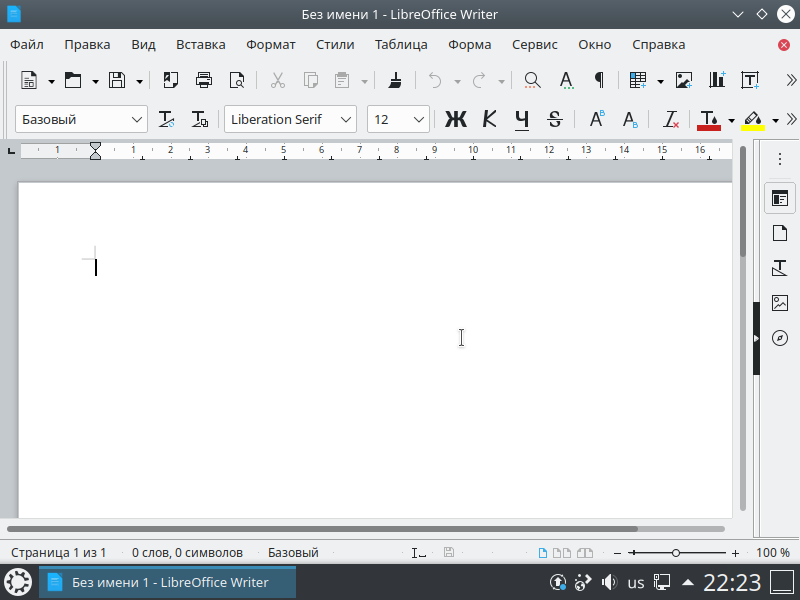 Без имени 1 - LibreOffice Writer
Файл Правка Вид Вставка Формат Стили Таблица Форма Сервис Окно Справка
Базовый Liberation Serif 12 Ж К Ч S
1 1 2 3 4 5 6 7 8 9 10 11 12 13 14 15 16
Страница 1 из 1 0 слов, 0 символов Базовый 100 %
Без имени 1 - LibreOffice Writer us 22:23